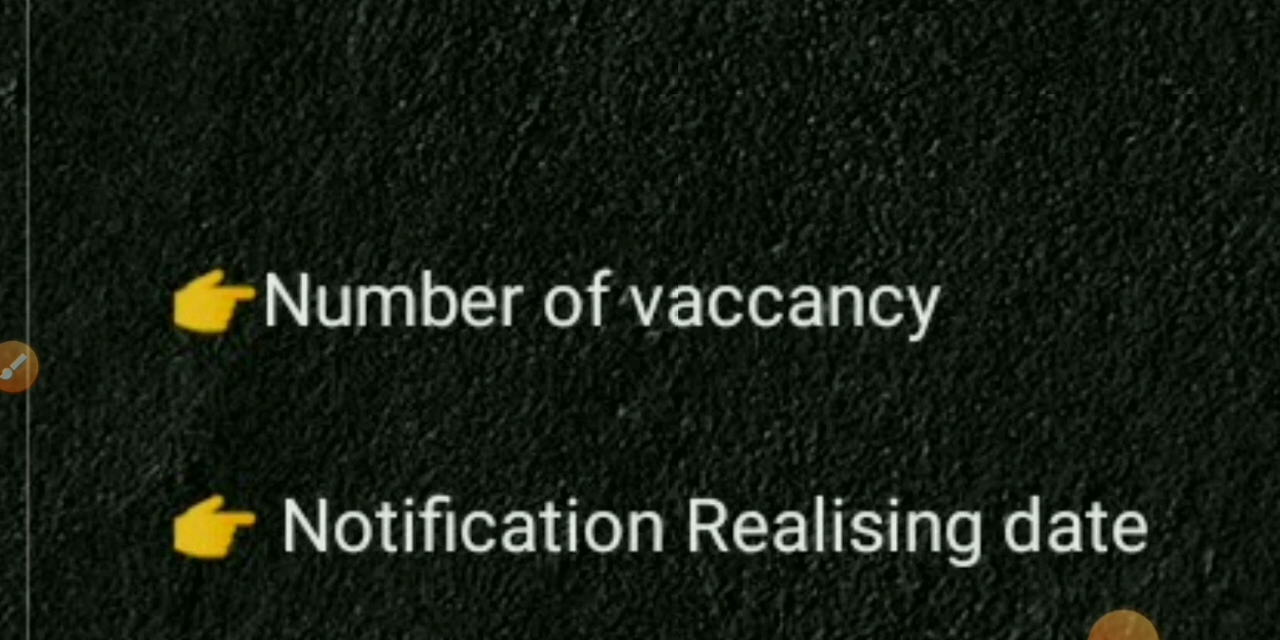 👉Number of vaccancy
👉 Notification Realising date